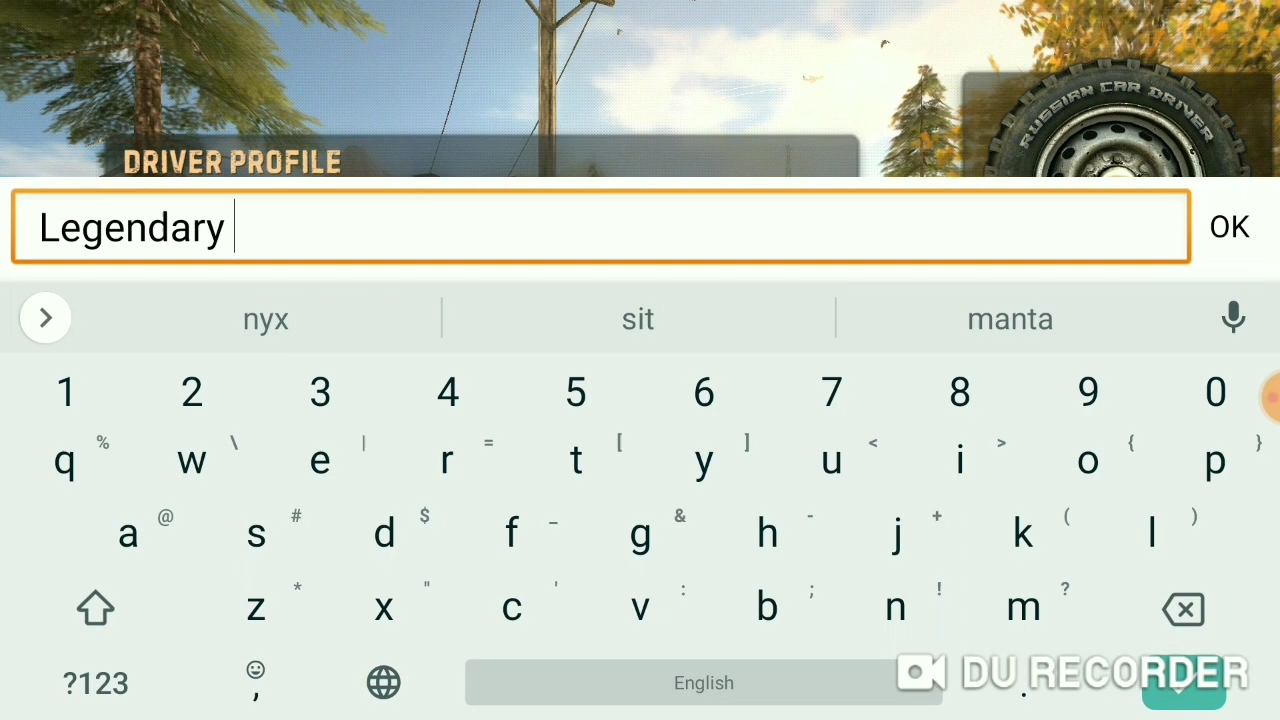 RUSSIAN CAR DRIVER
DRIVER PROFILE
Legendary
OK
nyx sit manta
1 2 3 4 5 6 7 8 9 0
q % w \ e | r = t [ y ] u < i > o { p }
a @ s # d $ f _ g & h - j + k ( l )
z * x " c ' v : b ; n ! m ?
?123 , English .
DU RECORDER